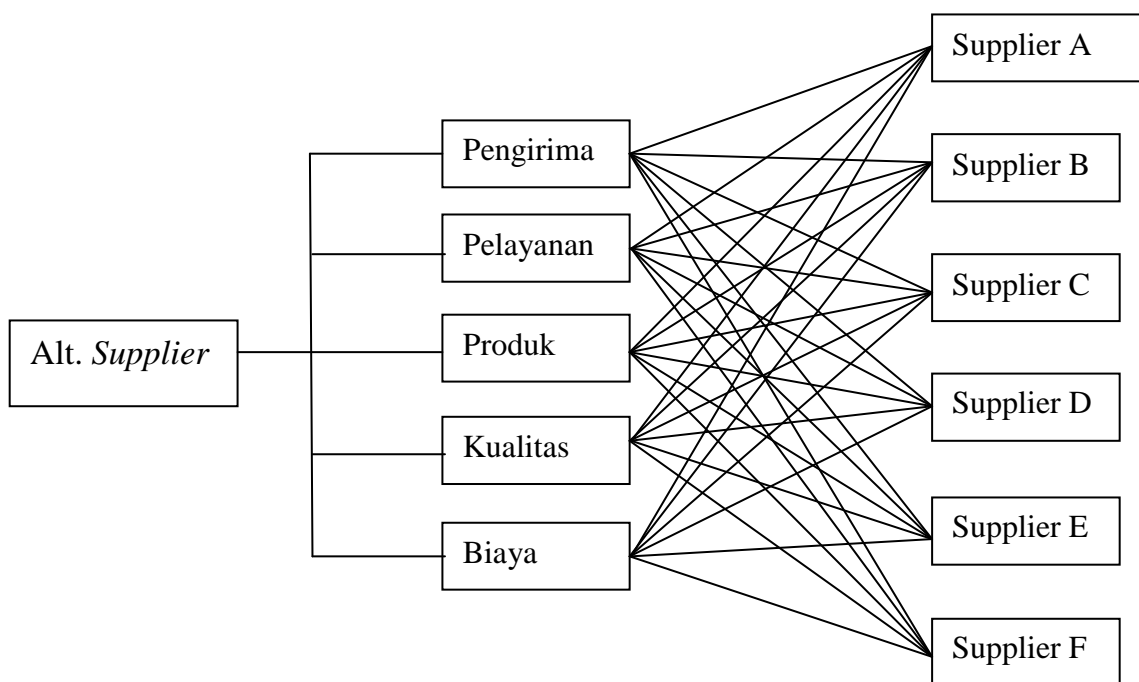 Alt. Supplier
Pengirima
Pelayanan
Produk
Kualitas
Biaya
Supplier A
Supplier B
Supplier C
Supplier D
Supplier E
Supplier F